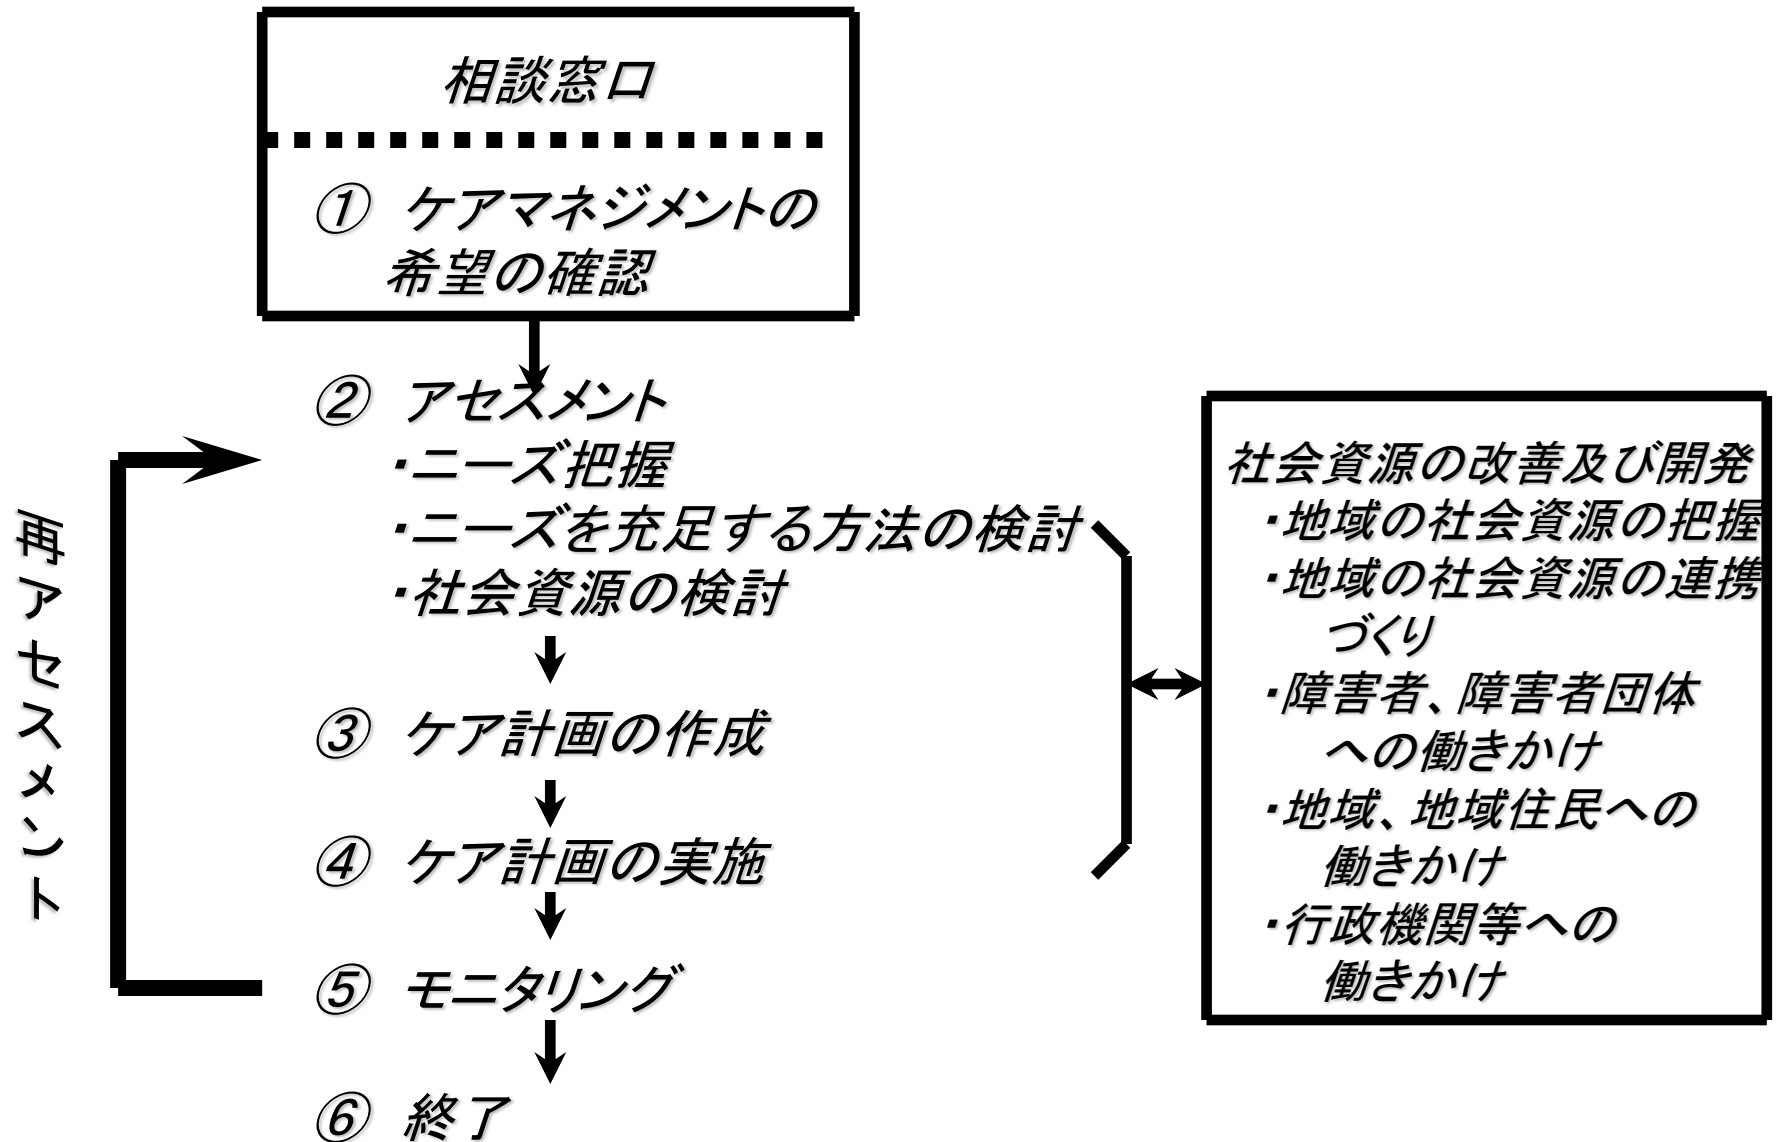 相談窓口
① ケアマネジメントの
希望の確認
② アセスメント
・ニーズ把握
・ニーズを充足する方法の検討
・社会資源の検討
③ ケア計画の作成
④ ケア計画の実施
⑤ モニタリング
⑥ 終了
再アセスメント
社会資源の改善及び開発
・地域の社会資源の把握
・地域の社会資源の連携
づくり
・障害者、障害者団体
への働きかけ
・地域、地域住民への
働きかけ
・行政機関等への
働きかけ